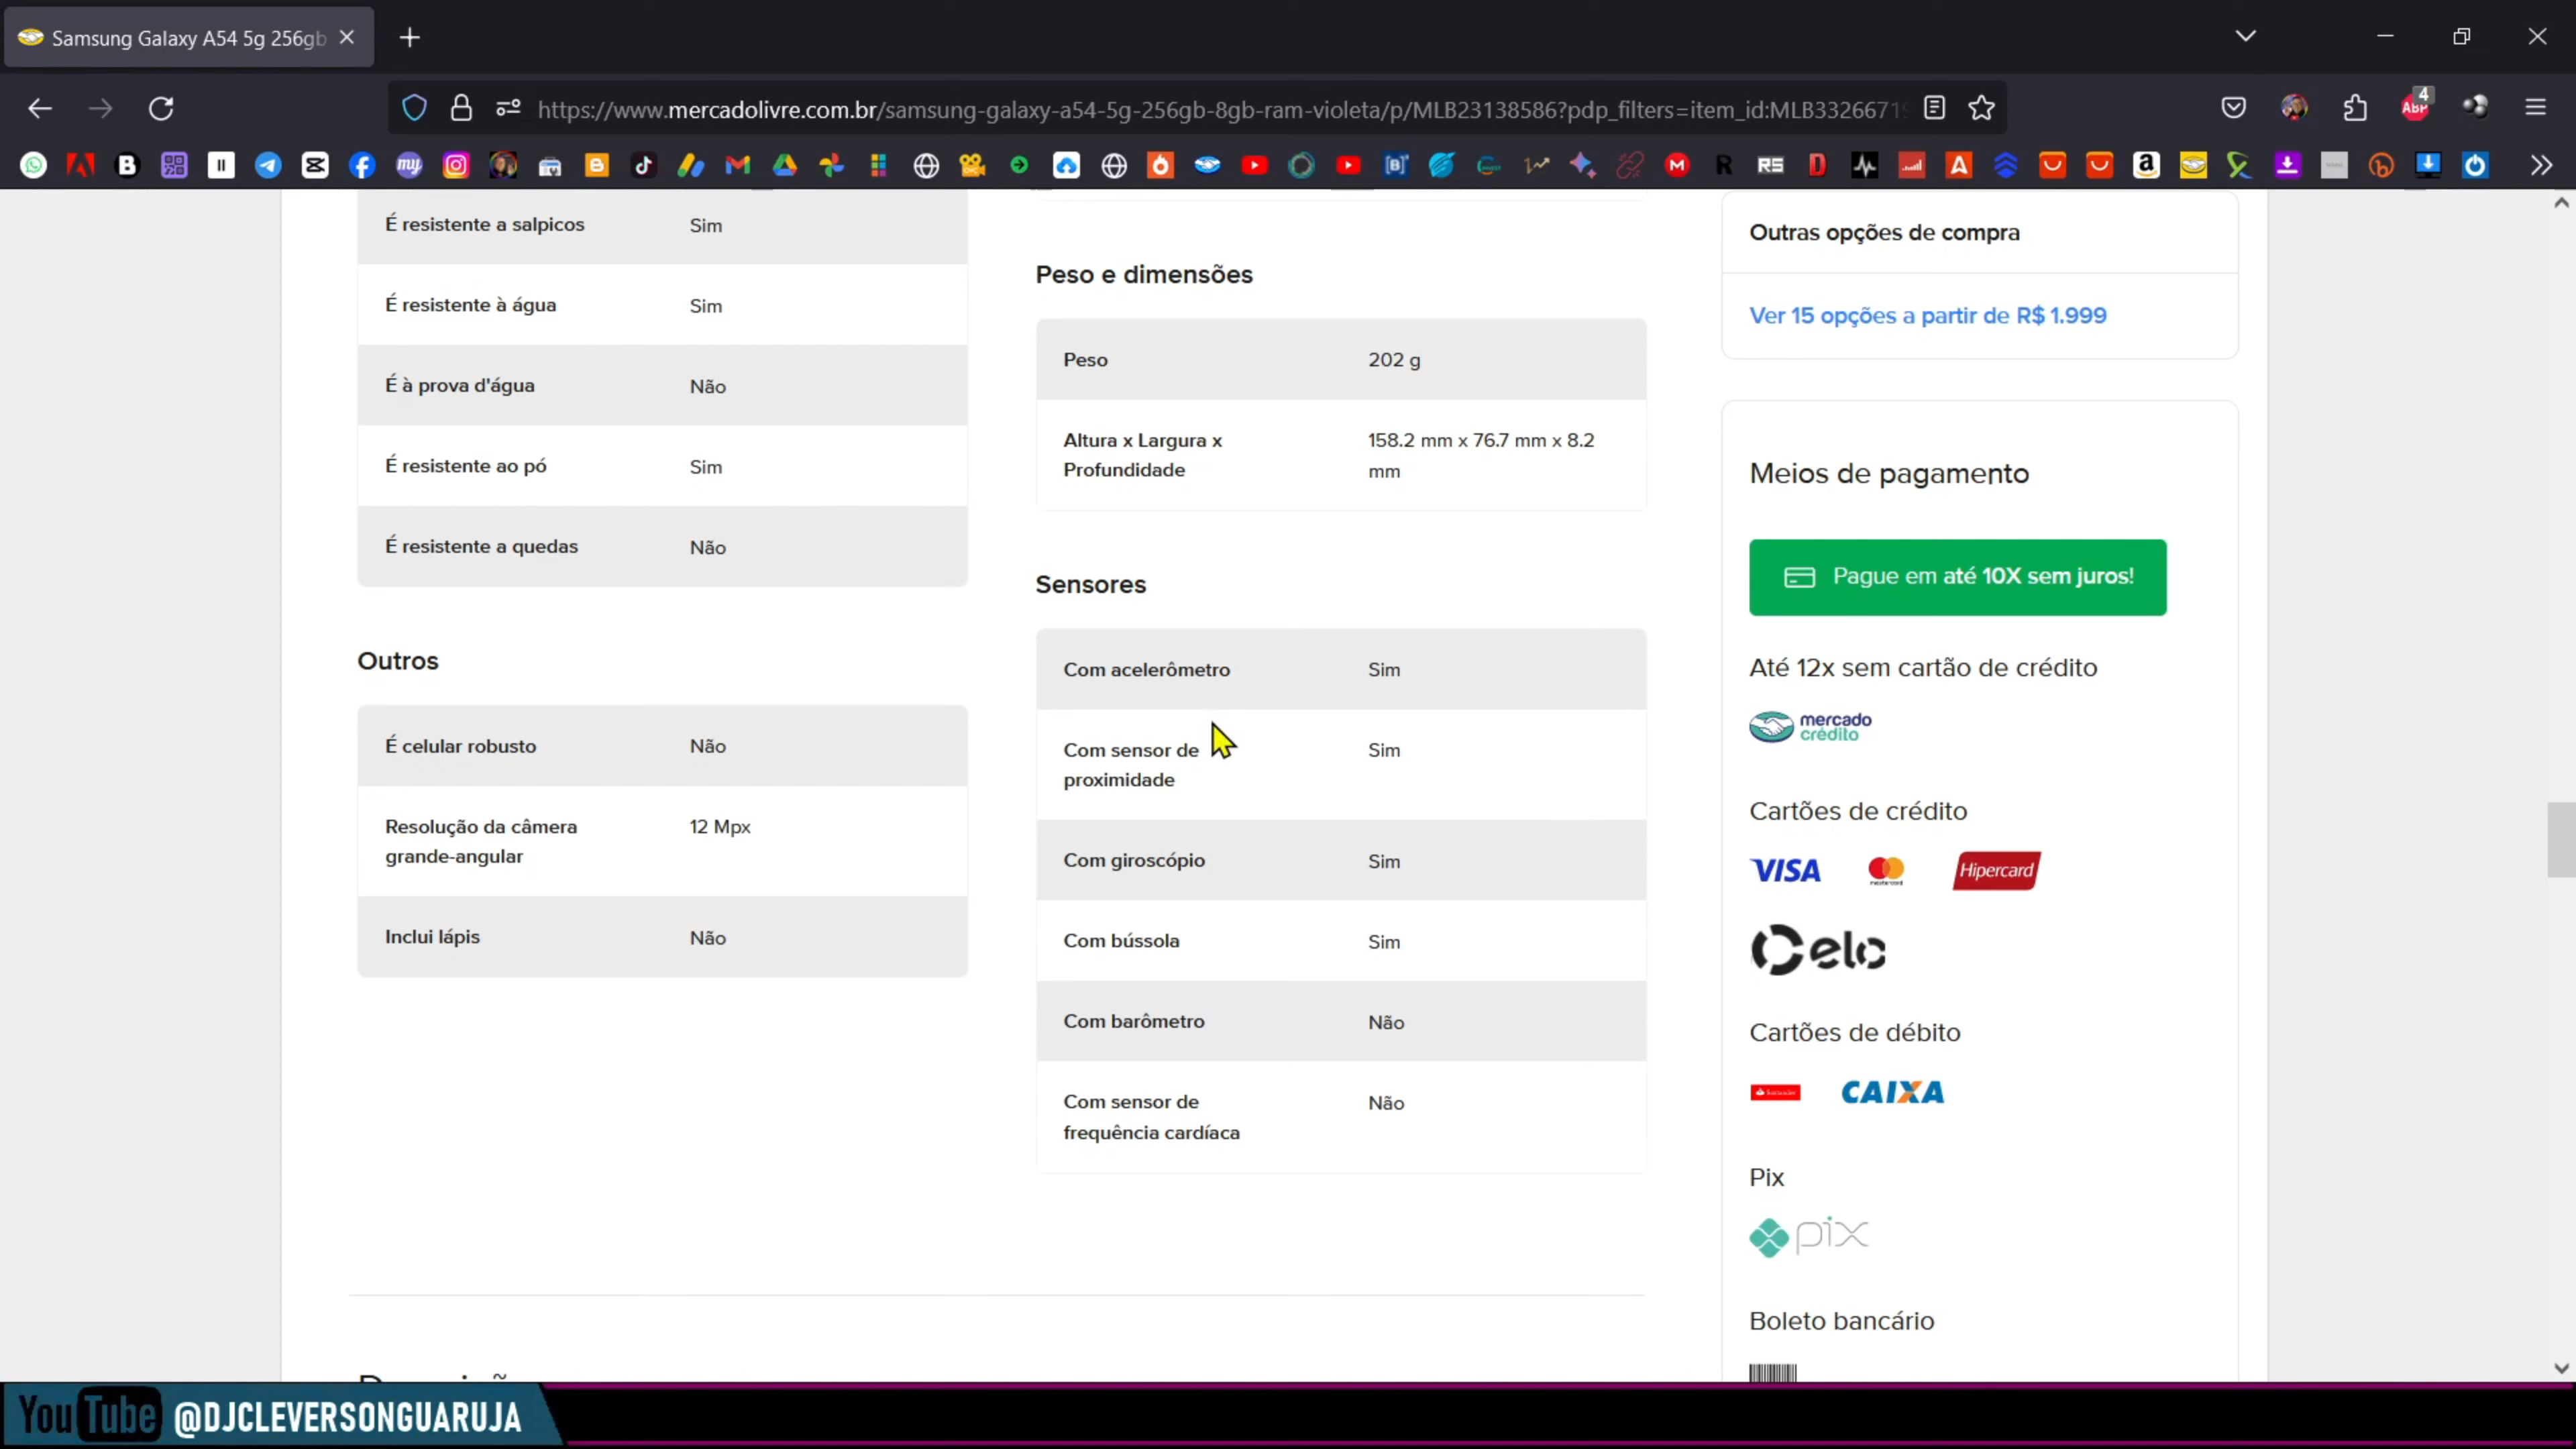 Samsung Galaxy A54 5g 256gb
https://www.mercadolivre.com.br/samsung-galaxy-a54-5g-256gb-8gb-ram-violeta/p/MLB23138586?pdp_filters=item_id:MLB3326671
4
ABP
É resistente a salpicos Sim
É resistente à água Sim
É à prova d'água Não
É resistente ao pó Sim
É resistente a quedas Não
Outros
É celular robusto Não
Resolução da câmera 12 Mpx
grande-angular
Inclui lápis Não
Peso e dimensões
Peso 202 g
Altura x Largura x 158.2 mm x 76.7 mm x 8.2
Profundidade mm
Sensores
Com acelerômetro Sim
Com sensor de Sim
proximidade
Com giroscópio Sim
Com bússola Sim
Com barômetro Não
Com sensor de Não
frequência cardíaca
Outras opções de compra
Ver 15 opções a partir de R$ 1.999
Meios de pagamento
Pague em até 10X sem juros!
Até 12x sem cartão de crédito
mercado
crédito
Cartões de crédito
VISA mastercard Hipercard
elo
Cartões de débito
Santander CAIXA
Pix
pix
Boleto bancário
YouTube @DJCLEVERSONGUARUJA